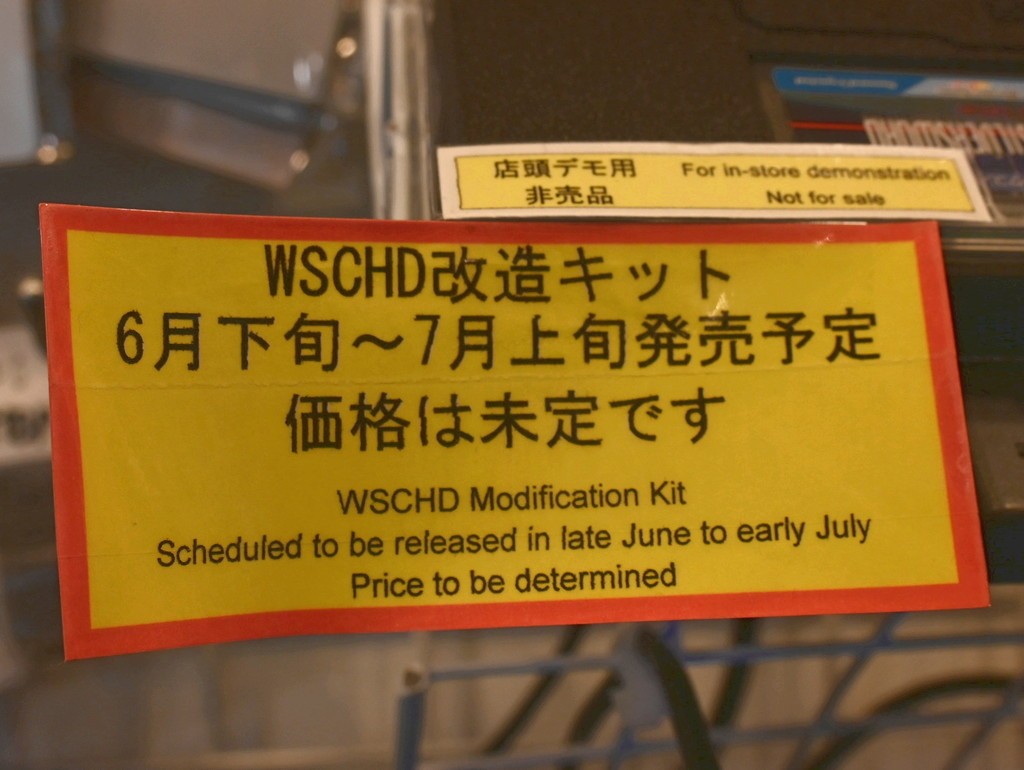 店頭デモ用 For in-store demonstration
非売品 Not for sale
WSCHD改造キット
6月下旬～7月上旬発売予定
価格は未定です
WSCHD Modification Kit
Scheduled to be released in late June to early July
Price to be determined